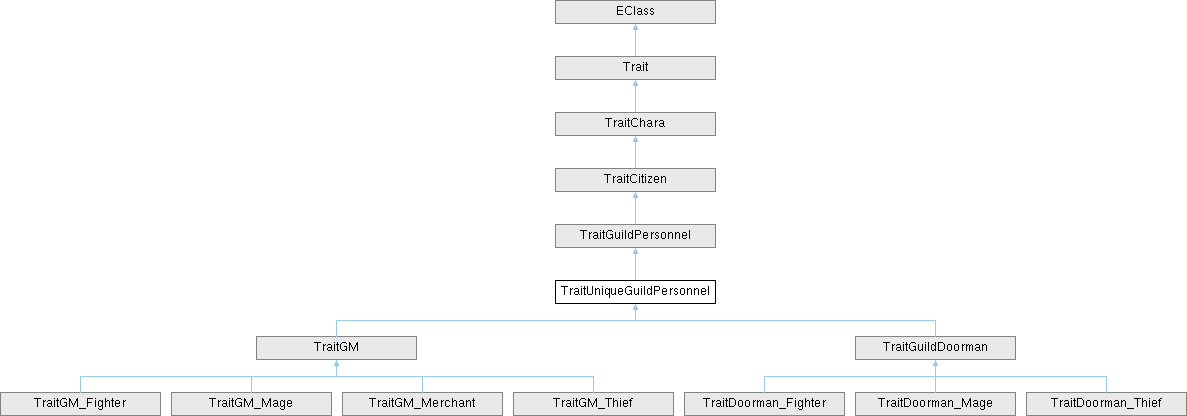 EClass
Trait
TraitChara
TraitCitizen
TraitGuildPersonnel
TraitUniqueGuildPersonnel
TraitGM
TraitGuildDoorman
TraitGM_Fighter
TraitGM_Mage
TraitGM_Merchant
TraitGM_Thief
TraitDoorman_Fighter
TraitDoorman_Mage
TraitDoorman_Thief